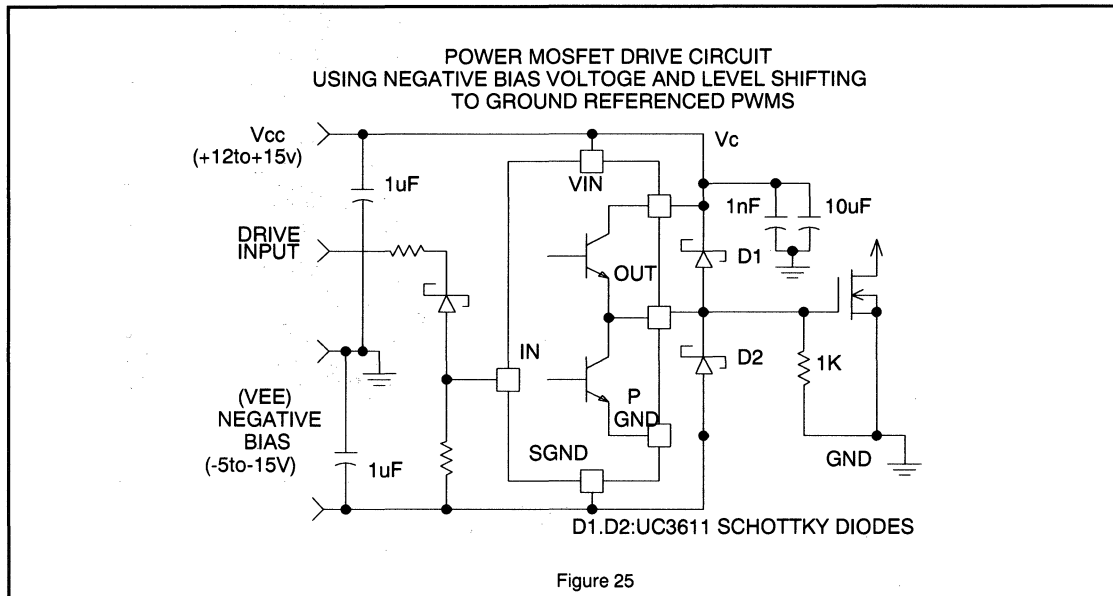 POWER MOSFET DRIVE CIRCUIT
USING NEGATIVE BIAS VOLTOGE AND LEVEL SHIFTING
TO GROUND REFERENCED PWMS
Vcc
(+12to+15v)
Vc
1uF
VIN
1nF
10uF
DRIVE
INPUT
D1
OUT
IN
D2
1K
(VEE)
NEGATIVE
BIAS
(-5to-15V)
P
GND
1uF
SGND
GND
D1.D2:UC3611 SCHOTTKY DIODES
Figure 25